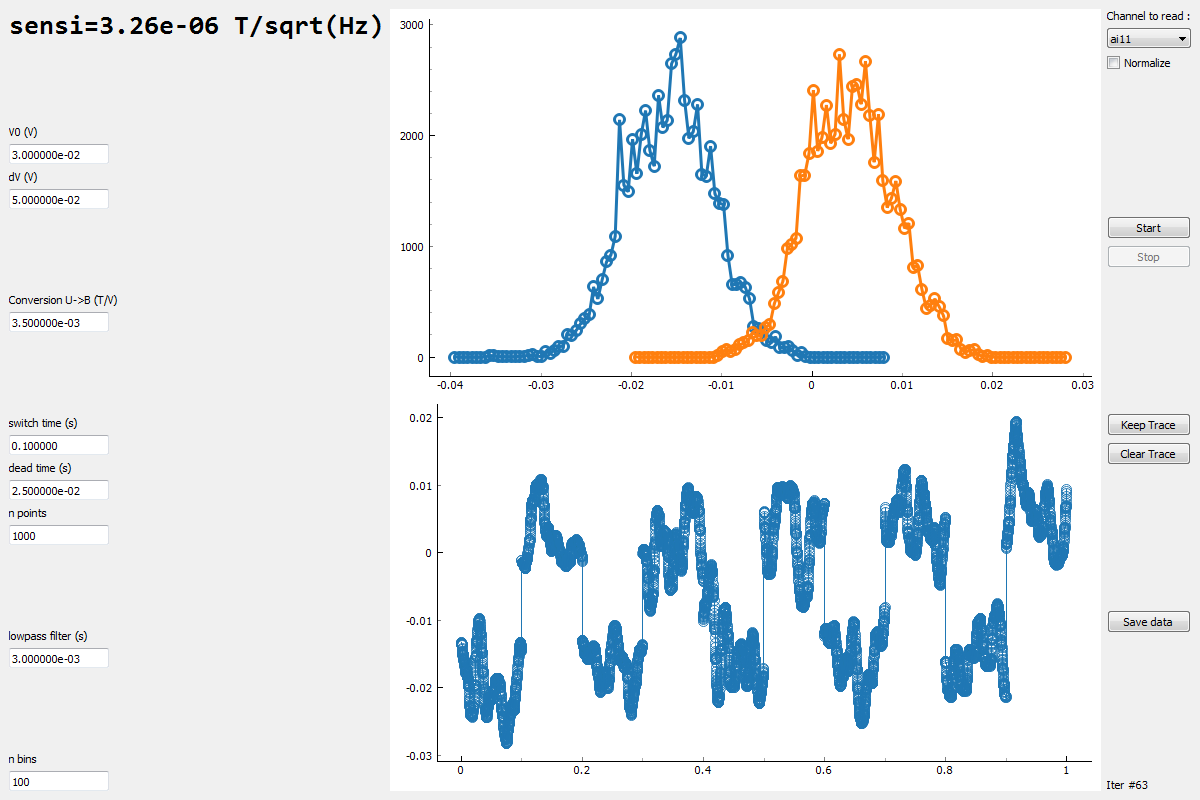 sensi=3.26e-06 T/sqrt(Hz)
V0 (V)
3.000000e-02
dV (V)
5.000000e-02
Conversion U->B (T/V)
3.500000e-03
switch time (s)
0.100000
dead time (s)
2.500000e-02
n points
1000
lowpass filter (s)
3.000000e-03
n bins
100
3000
2000
1000
0
-0.04 -0.03 -0.02 -0.01 0 0.01 0.02 0.03
0.02
0.01
0
-0.01
-0.02
-0.03
0 0.2 0.4 0.6 0.8 1
Channel to read :
ai11
Normalize
Start
Stop
Keep Trace
Clear Trace
Save data
Iter #63